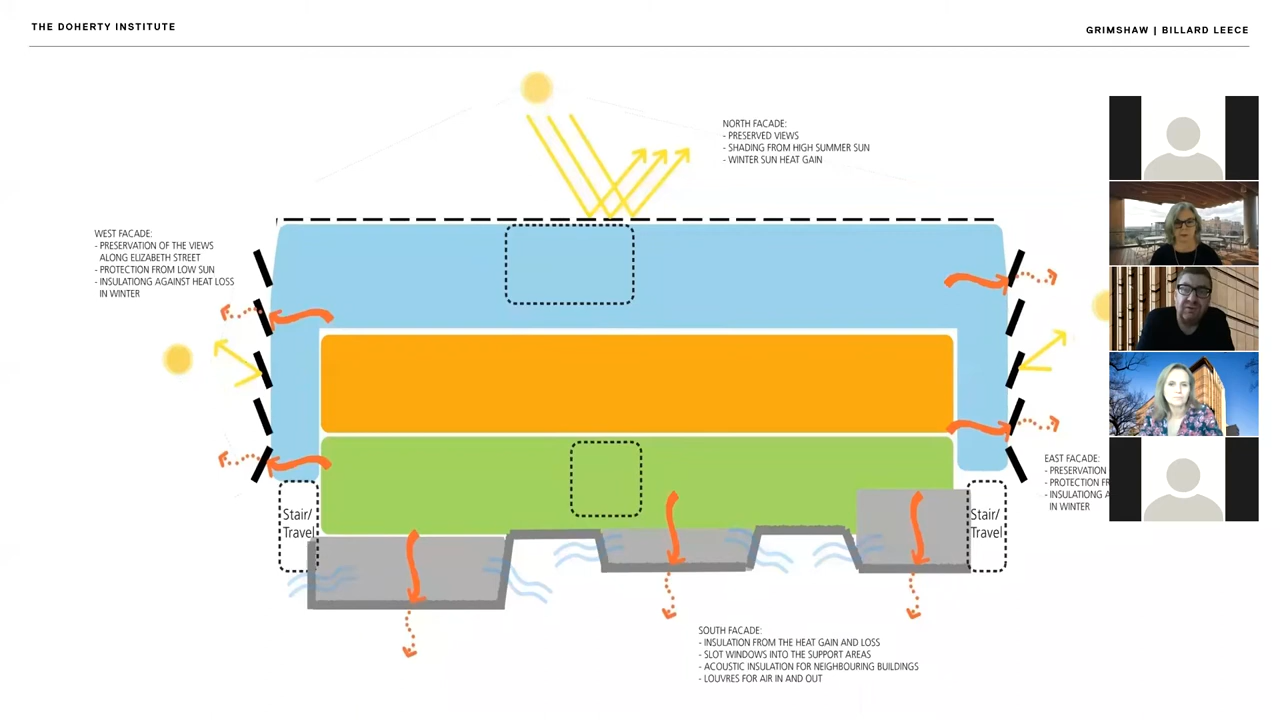 THE DOHERTY INSTITUTE
GRIMSHAW | BILLARD LEECE
NORTH FACADE:
- PRESERVED VIEWS
- SHADING FROM HIGH SUMMER SUN
- WINTER SUN HEAT GAIN
WEST FACADE:
- PRESERVATION OF THE VIEWS
ALONG ELIZABETH STREET
- PROTECTION FROM LOW SUN
- INSULATIONG AGAINST HEAT LOSS
IN WINTER
EAST FACADE:
- PRESERVATION
- PROTECTION
- INSULATIONG
IN WINTER
Stair/
Travel
Stair/
Travel
SOUTH FACADE:
- INSULATION FROM THE HEAT GAIN AND LOSS
- SLOT WINDOWS INTO THE SUPPORT AREAS
- ACOUSTIC INSULATION FOR NEIGHBOURING BUILDINGS
- LOUVRES FOR AIR IN AND OUT